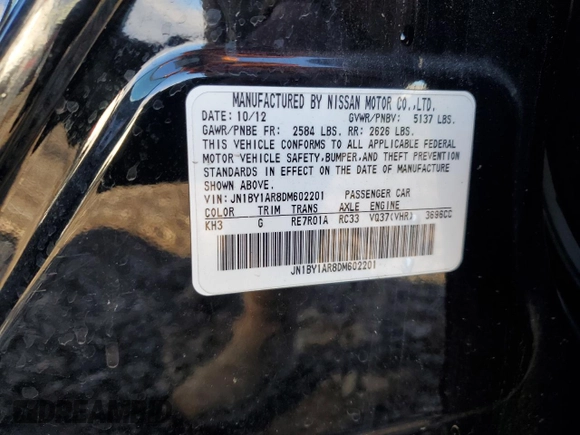 MANUFACTURED BY NISSAN MOTOR CO.,LTD.
DATE: 10/12 GVWR/PNBV: 5137 LBS.
GAWR/PNBE FR: 2584 LBS. RR: 2626 LBS.
THIS VEHICLE CONFORMS TO ALL APPLICABLE FEDERAL
MOTOR VEHICLE SAFETY,BUMPER,AND THEFT PREVENTION
STANDARDS IN EFFECT ON THE DATE OF MANUFACTURE
SHOWN ABOVE.
VIN: JN1BY1AR8DM602201 PASSENGER CAR
COLOR TRIM TRANS AXLE ENGINE
KH3 G RE7R01A RC33 VQ37(VHR) 3696CC
JN1BY1AR8DM602201